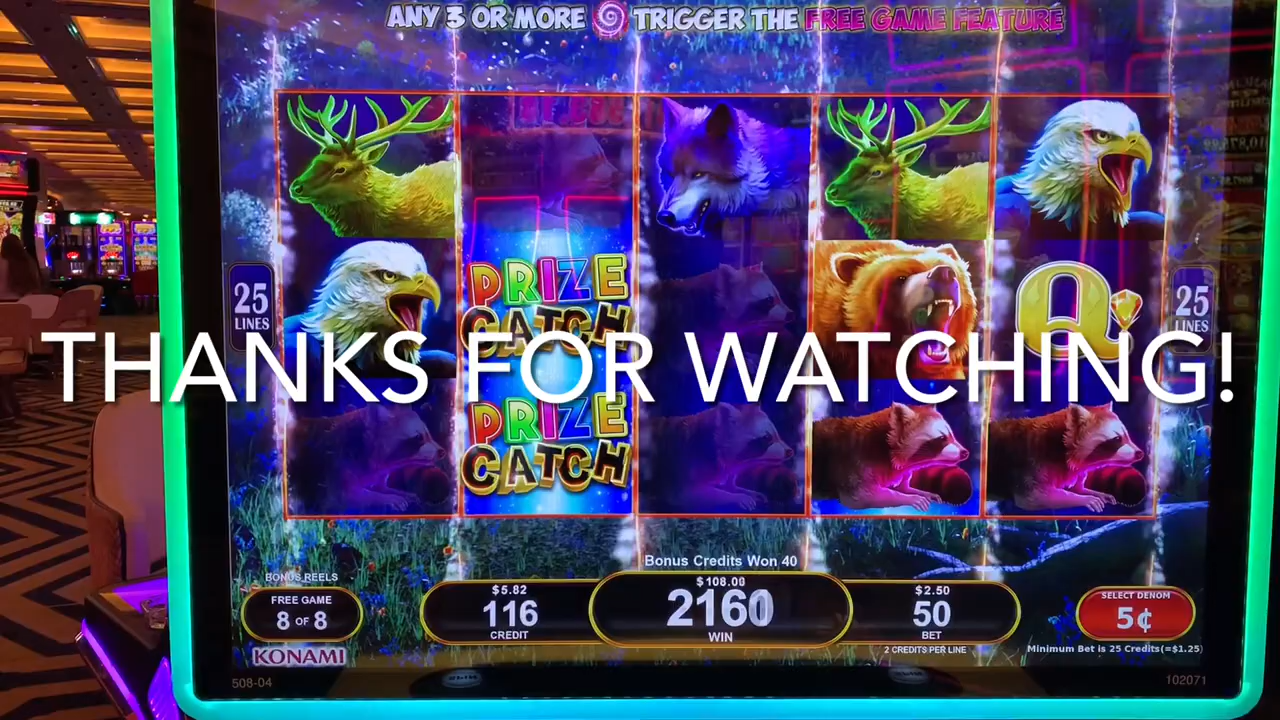 ANY 3 OR MORE TRIGGER THE FREE GAME FEATURE
25
LINES
PRIZE
CATCH
Q
25
LINES
THANKS FOR WATCHING!
PRIZE
CATCH
Bonus Credits Won 40
BONUS REELS
FREE GAME
8 OF 8
$5.82
116
CREDIT
$108.00
2160
WIN
$2.50
50
BET
2 CREDITS PER LINE
SELECT DENOM
5¢
Minimum Bet is 25 Credits(=$1.25)
KONAMI
508-04
102071